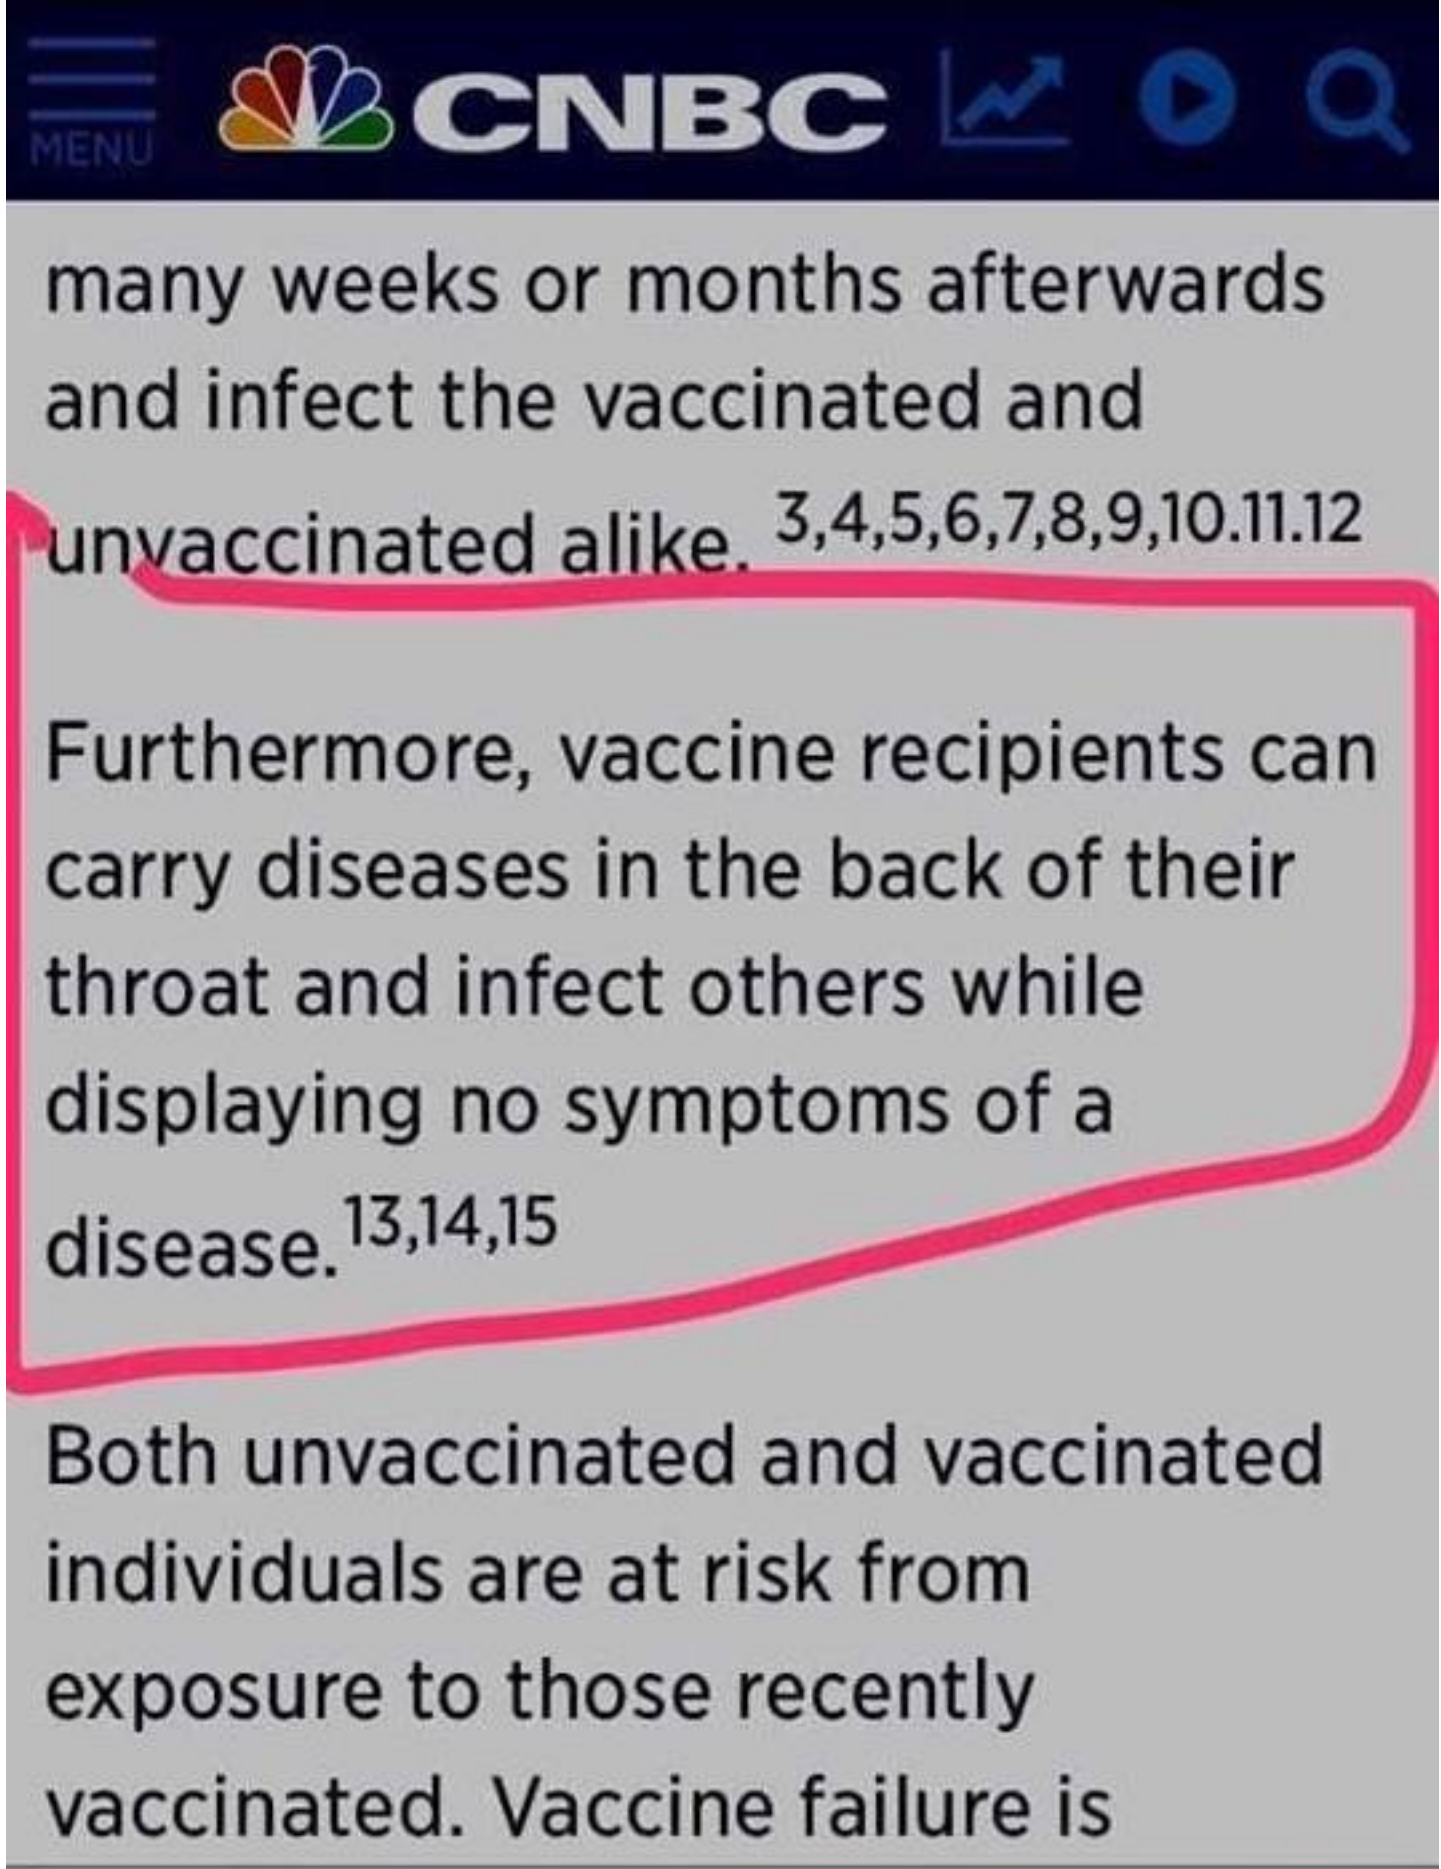 MENU
CNBC
many weeks or months afterwards
and infect the vaccinated and
unvaccinated alike. 3,4,5,6,7,8,9,10.11.12
Furthermore, vaccine recipients can
carry diseases in the back of their
throat and infect others while
displaying no symptoms of a
disease.13,14,15
Both unvaccinated and vaccinated
individuals are at risk from
exposure to those recently
vaccinated. Vaccine failure is